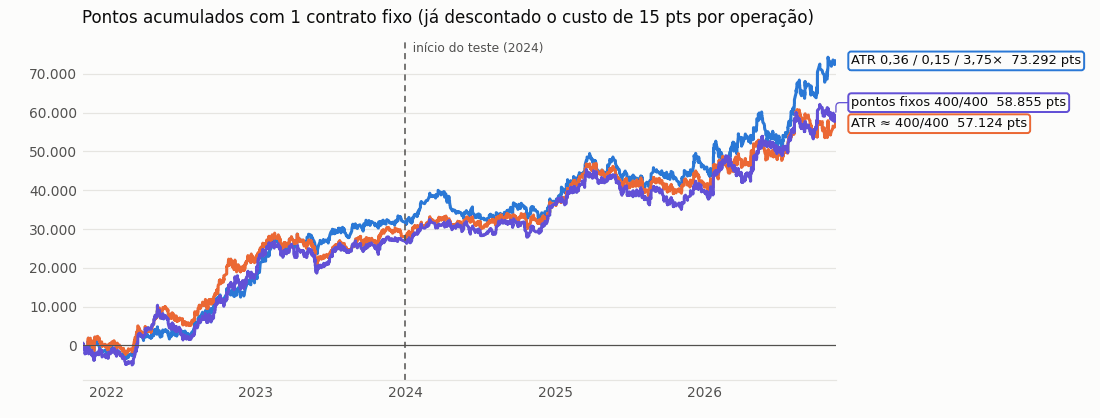 Pontos acumulados com 1 contrato fixo (já descontado o custo de 15 pts por operação)
início do teste (2024)
70.000
60.000
50.000
40.000
30.000
20.000
10.000
0
ATR 0,36 / 0,15 / 3,75×  73.292 pts
pontos fixos 400/400  58.855 pts
ATR ≈ 400/400  57.124 pts
2022
2023
2024
2025
2026